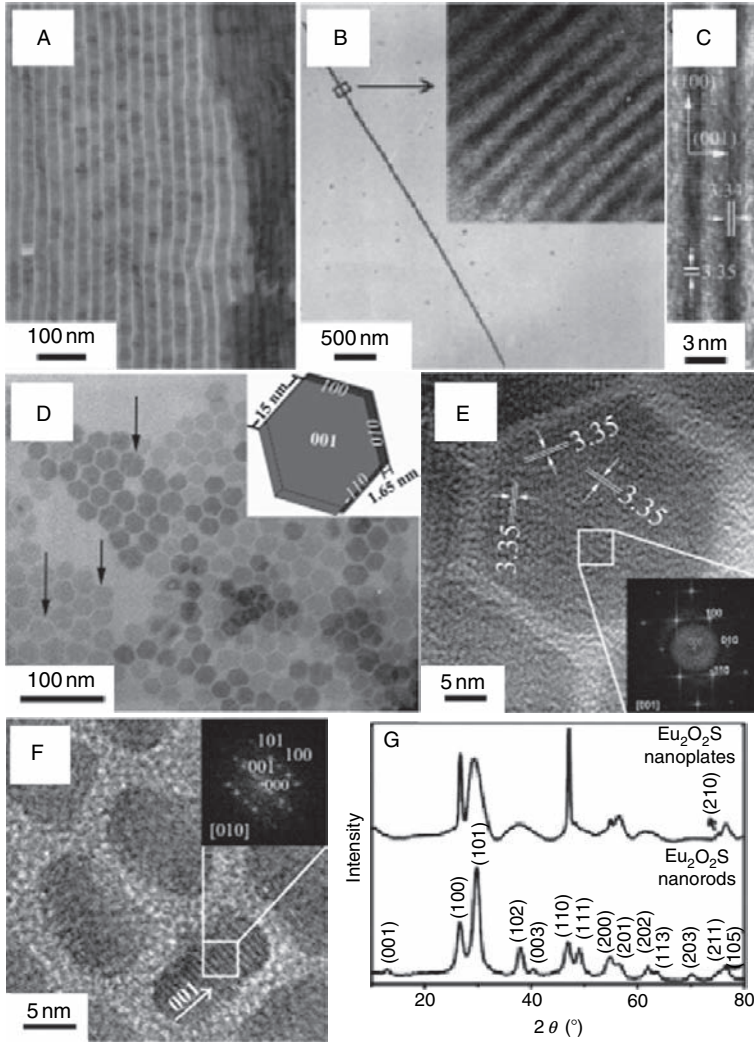 A
100 nm
B
500 nm
C
(100)
(001)
3.34
3.35
3 nm
D
15 nm
100
010
001
-110
1.65 nm
100 nm
E
3.35
3.35
3.35
100
010
[001]
5 nm
F
101
100
001
000
[010]
001
5 nm
G
Eu₂O₂S
nanoplates
(210)
Eu₂O₂S
nanorods
(001)
(100)
(101)
(102)
(003)
(110)
(111)
(200)
(201)
(202)
(113)
(203)
(211)
(105)
Intensity
20
40
60
80
2 θ (°)